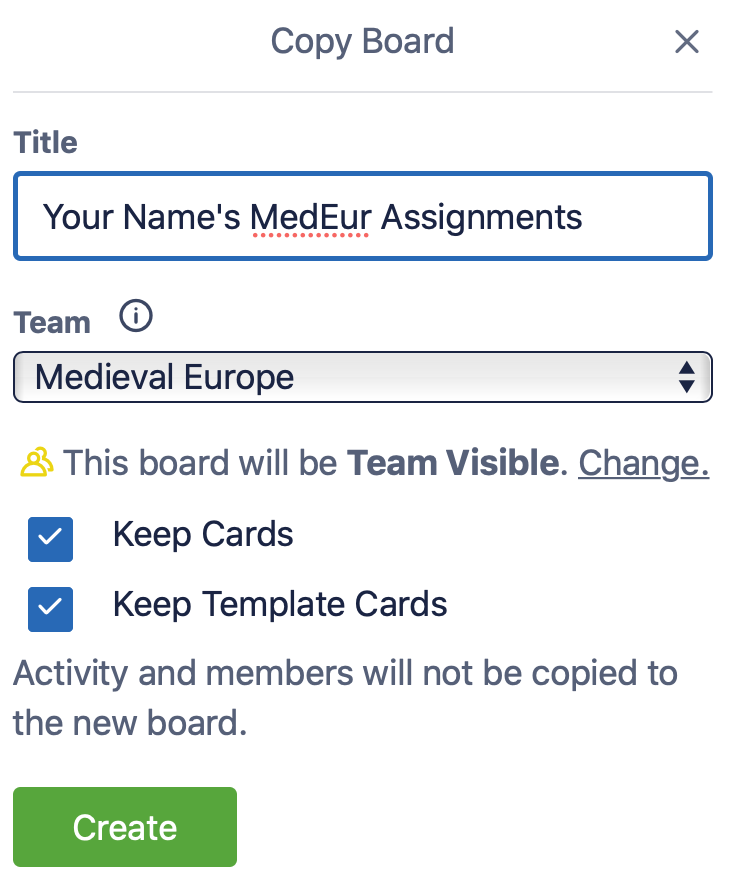 Copy Board
Title
Your Name's MedEur Assignments
Team
Medieval Europe
This board will be Team Visible. Change.
Keep Cards
Keep Template Cards
Activity and members will not be copied to
the new board.
Create